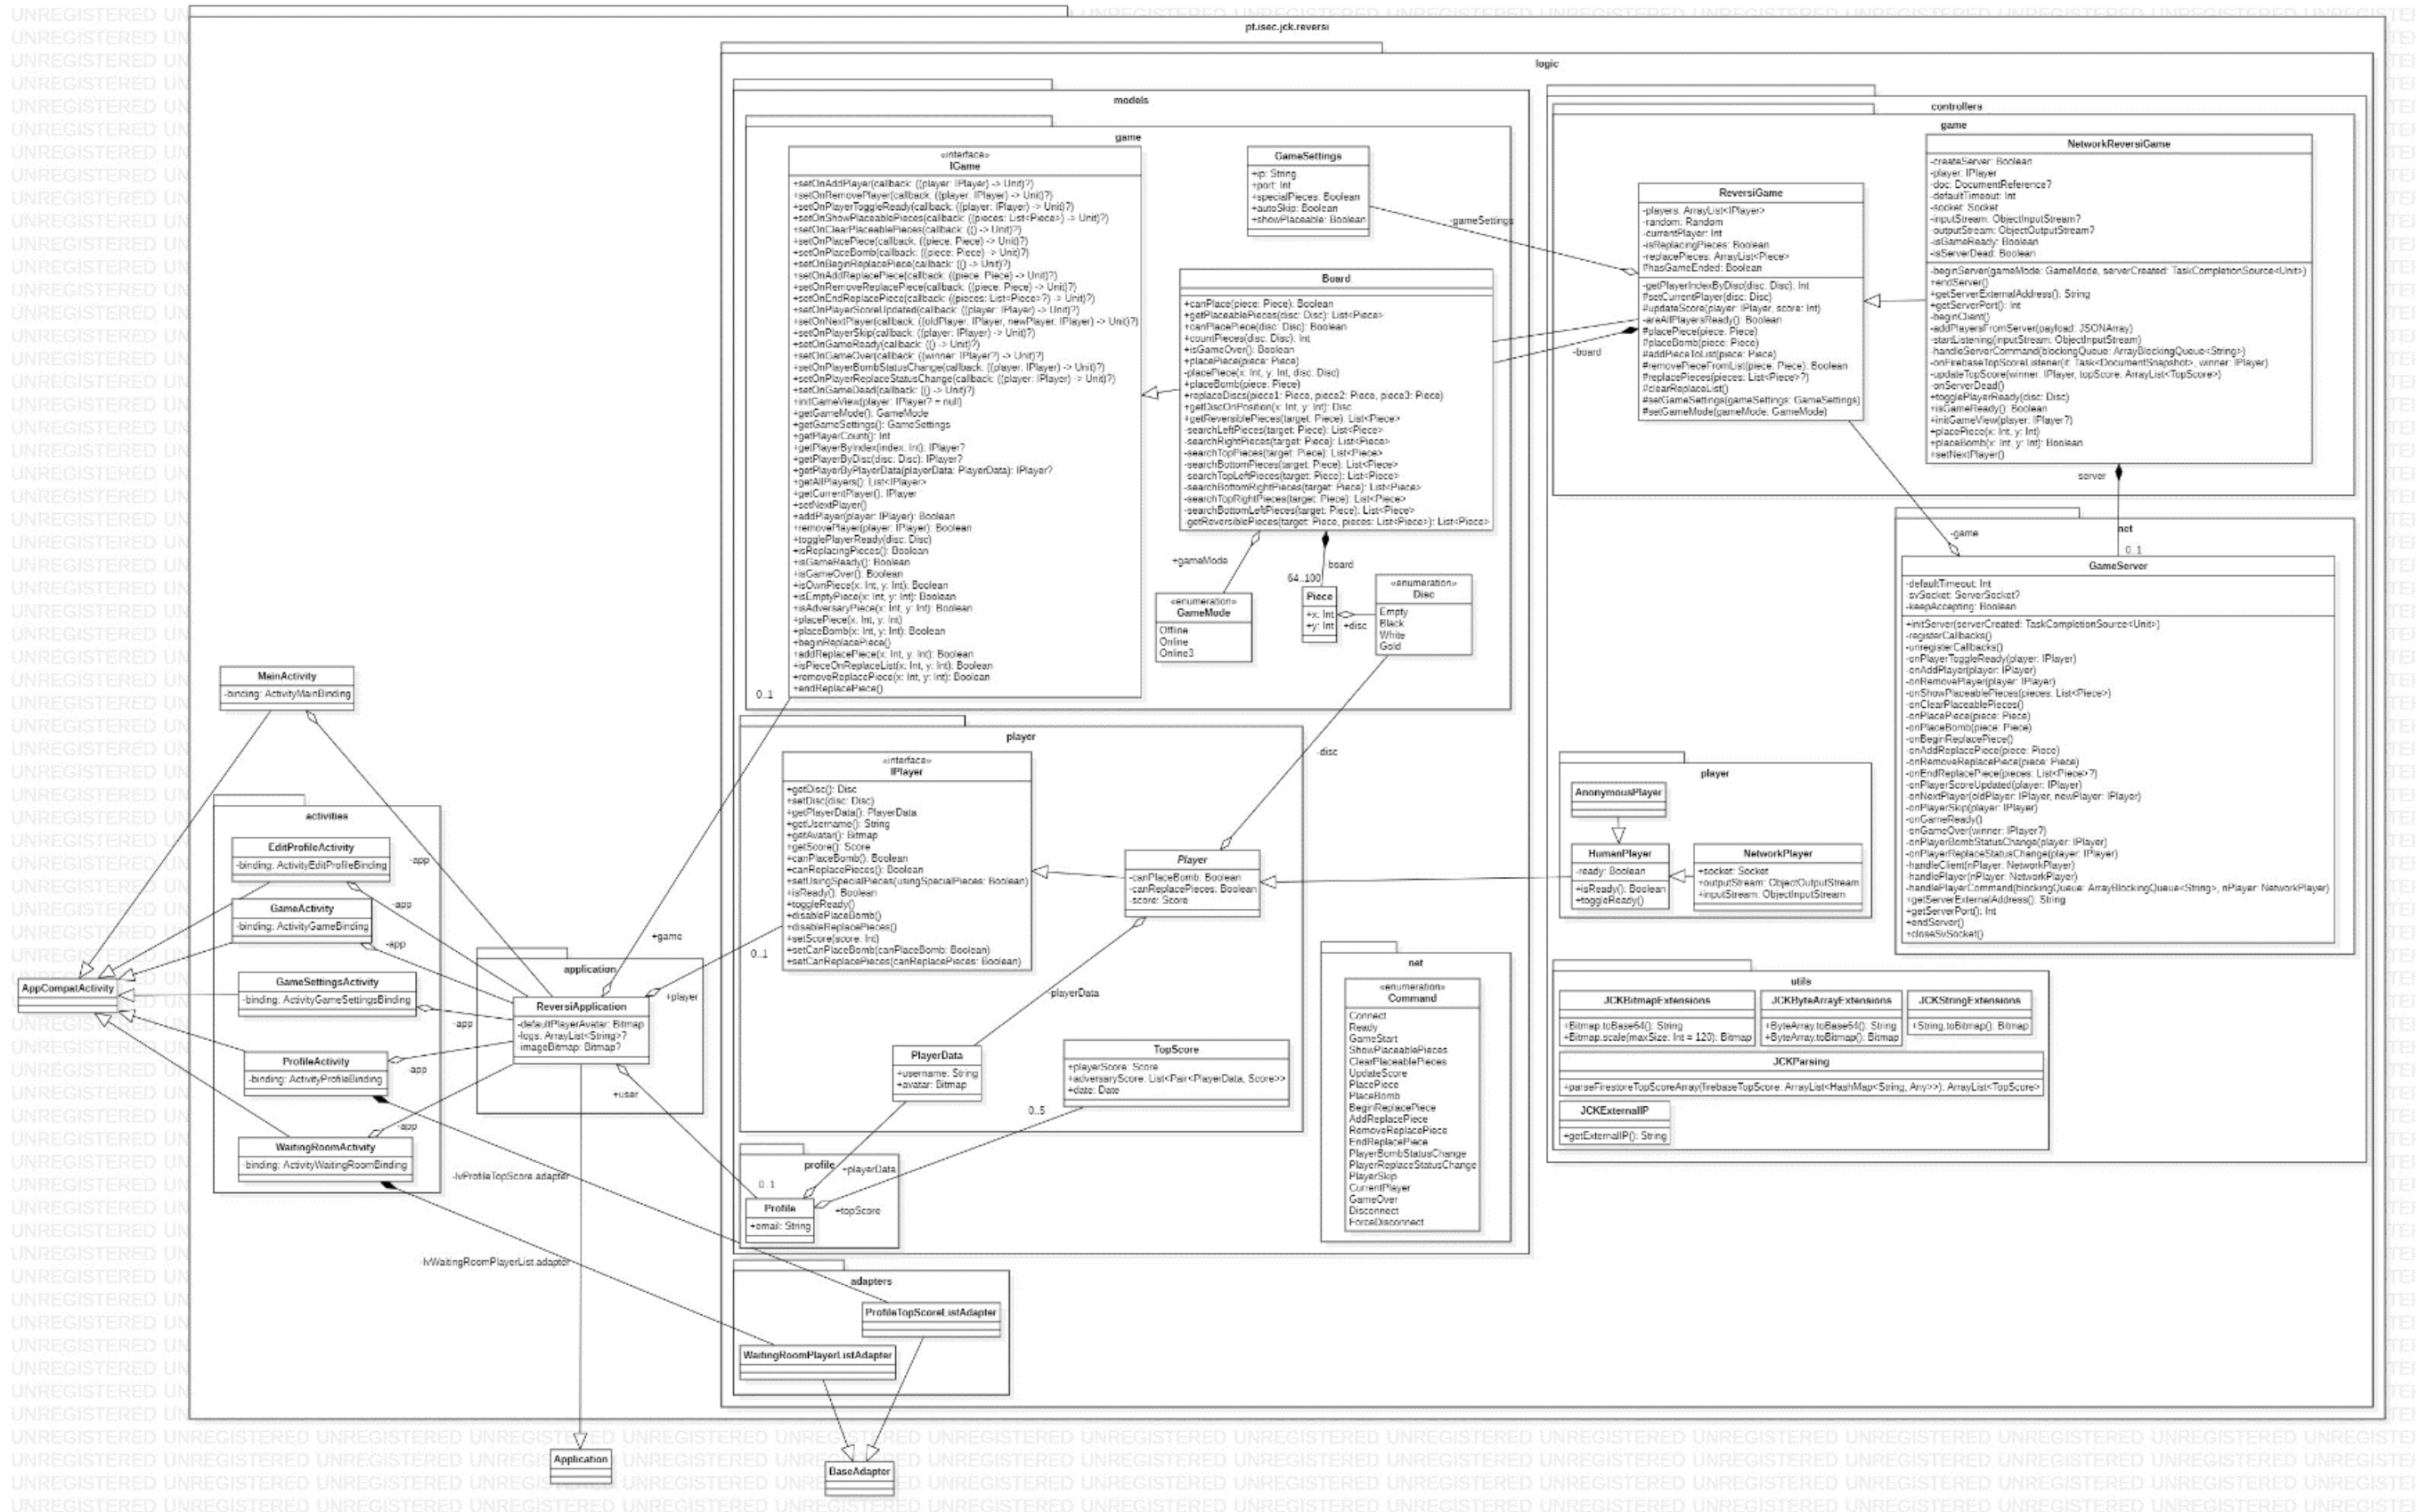 pt.isec.jck.reversi
logic
models
game
«interface»
IGame
+setOnAddPlayer(callback: ((player: IPlayer) -> Unit)?)
+setOnRemovePlayer(callback: ((player: IPlayer) -> Unit)?)
+setOnPlayerToggleReady(callback: ((player: IPlayer) -> Unit)?)
+setOnShowPlaceablePieces(callback: ((pieces: List<Piece>) -> Unit)?)
+setOnClearPlaceablePieces(callback: (() -> Unit)?)
+setOnPlacePiece(callback: ((piece: Piece) -> Unit)?)
+setOnPlaceBomb(callback: ((piece: Piece) -> Unit)?)
+setOnBeginReplacePiece(callback: (() -> Unit)?)
+setOnAddReplacePiece(callback: ((piece: Piece) -> Unit)?)
+setOnRemoveReplacePiece(callback: ((piece: Piece) -> Unit)?)
+setOnEndReplacePiece(callback: ((pieces: List<Piece>?) -> Unit)?)
+setOnPlayerScoreUpdated(callback: ((player: IPlayer) -> Unit)?)
+setOnNextPlayer(callback: ((oldPlayer: IPlayer, newPlayer: IPlayer) -> Unit)?)
+setOnPlayerSkip(callback: ((player: IPlayer) -> Unit)?)
+setOnGameReady(callback: (() -> Unit)?)
+setOnGameOver(callback: ((winner: IPlayer?) -> Unit)?)
+setOnPlayerBombStatusChange(callback: ((player: IPlayer) -> Unit)?)
+setOnPlayerReplaceStatusChange(callback: ((player: IPlayer) -> Unit)?)
+setOnGameDead(callback: (() -> Unit)?)
+initGameView(player: IPlayer? = null)
+getGameMode(): GameMode
+getGameSettings(): GameSettings
+getPlayerCount(): Int
+getPlayerByIndex(index: Int): IPlayer?
+getPlayerByDisc(disc: Disc): IPlayer?
+getPlayerByPlayerData(playerData: PlayerData): IPlayer?
+getAllPlayers(): List<IPlayer>
+getCurrentPlayer(): IPlayer
+setNextPlayer()
+addPlayer(player: IPlayer): Boolean
+removePlayer(player: IPlayer): Boolean
+togglePlayerReady(disc: Disc)
+isReplacingPieces(): Boolean
+isGameReady(): Boolean
+isGameOver(): Boolean
+isOwnPiece(x: Int, y: Int): Boolean
+isEmptyPiece(x: Int, y: Int): Boolean
+isAdversaryPiece(x: Int, y: Int): Boolean
+placePiece(x: Int, y: Int)
+placeBomb(x: Int, y: Int): Boolean
+beginReplacePiece()
+addReplacePiece(x: Int, y: Int): Boolean
+isPieceOnReplaceList(x: Int, y: Int): Boolean
+removeReplacePiece(x: Int, y: Int): Boolean
+endReplacePiece()
0..1
GameSettings
+ip: String
+port: Int
+specialPieces: Boolean
+autoSkip: Boolean
+showPlaceable: Boolean
-gameSettings
Board
+canPlace(piece: Piece): Boolean
+getPlaceablePieces(disc: Disc): List<Piece>
+canPlacePiece(disc: Disc): Boolean
+countPieces(disc: Disc): Int
+isGameOver(): Boolean
+placePiece(piece: Piece)
-placePiece(x: Int, y: Int, disc: Disc)
+placeBomb(piece: Piece)
+replaceDiscs(piece1: Piece, piece2: Piece, piece3: Piece)
+getDiscOnPosition(x: Int, y: Int): Disc
+getReversiblePieces(target: Piece): List<Piece>
-searchLeftPieces(target: Piece): List<Piece>
-searchRightPieces(target: Piece): List<Piece>
-searchTopPieces(target: Piece): List<Piece>
-searchBottomPieces(target: Piece): List<Piece>
-searchTopLeftPieces(target: Piece): List<Piece>
-searchBottomRightPieces(target: Piece): List<Piece>
-searchTopRightPieces(target: Piece): List<Piece>
-searchBottomLeftPieces(target: Piece): List<Piece>
-getReversiblePieces(target: Piece, pieces: List<Piece>): List<Piece>
-board
+gameMode
«enumeration»
GameMode
Offline
Online
Online3
board
64..100
Piece
+x: Int
+y: Int
+disc
«enumeration»
Disc
Empty
Black
White
Gold
-disc
controllers
game
ReversiGame
-players: ArrayList<IPlayer>
-random: Random
-currentPlayer: Int
-isReplacingPieces: Boolean
-replacePieces: ArrayList<Piece>
#hasGameEnded: Boolean
-getPlayerIndexByDisc(disc: Disc): Int
#setCurrentPlayer(disc: Disc)
#updateScore(player: IPlayer, score: Int)
-areAllPlayersReady(): Boolean
#placePiece(piece: Piece)
#placeBomb(piece: Piece)
#addPieceToList(piece: Piece)
#removePieceFromList(piece: Piece): Boolean
#replacePieces(pieces: List<Piece>?)
#clearReplaceList()
#setGameSettings(gameSettings: GameSettings)
#setGameMode(gameMode: GameMode)
NetworkReversiGame
-createServer: Boolean
-player: IPlayer
-doc: DocumentReference?
-defaultTimeout: Int
-socket: Socket
-inputStream: ObjectInputStream?
-outputStream: ObjectOutputStream?
-isGameReady: Boolean
-isServerDead: Boolean
-beginServer(gameMode: GameMode, serverCreated: TaskCompletionSource<Unit>)
+endServer()
+getServerExternalAddress(): String
+getServerPort(): Int
-beginClient()
-addPlayersFromServer(payload: JSONArray)
-startListening(inputStream: ObjectInputStream)
-handleServerCommand(blockingQueue: ArrayBlockingQueue<String>)
-onFirebaseTopScoreListener(it: Task<DocumentSnapshot>, winner: IPlayer)
-updateTopScore(winner: IPlayer, topScore: ArrayList<TopScore>)
-onServerDead()
+togglePlayerReady(disc: Disc)
+isGameReady(): Boolean
+initGameView(player: IPlayer?)
+placePiece(x: Int, y: Int)
+placeBomb(x: Int, y: Int): Boolean
+setNextPlayer()
server
-game
net
0..1
GameServer
-defaultTimeout: Int
-svSocket: ServerSocket?
-keepAccepting: Boolean
+initServer(serverCreated: TaskCompletionSource<Unit>)
-registerCallbacks()
-unregisterCallbacks()
-onPlayerToggleReady(player: IPlayer)
-onAddPlayer(player: IPlayer)
-onRemovePlayer(player: IPlayer)
-onShowPlaceablePieces(pieces: List<Piece>)
-onClearPlaceablePieces()
-onPlacePiece(piece: Piece)
-onPlaceBomb(piece: Piece)
-onBeginReplacePiece()
-onAddReplacePiece(piece: Piece)
-onRemoveReplacePiece(piece: Piece)
-onEndReplacePiece(pieces: List<Piece>?)
-onPlayerScoreUpdated(player: IPlayer)
-onNextPlayer(oldPlayer: IPlayer, newPlayer: IPlayer)
-onPlayerSkip(player: IPlayer)
-onGameReady()
-onGameOver(winner: IPlayer?)
-onPlayerBombStatusChange(player: IPlayer)
-onPlayerReplaceStatusChange(player: IPlayer)
-handleClient(nPlayer: NetworkPlayer)
-handlePlayer(nPlayer: NetworkPlayer)
-handlePlayerCommand(blockingQueue: ArrayBlockingQueue<String>, nPlayer: NetworkPlayer)
+getServerExternalAddress(): String
+getServerPort(): Int
+endServer()
+closeSvSocket()
player
AnonymousPlayer
HumanPlayer
-ready: Boolean
+isReady(): Boolean
+toggleReady()
NetworkPlayer
+socket: Socket
+outputStream: ObjectOutputStream
+inputStream: ObjectInputStream
utils
JCKBitmapExtensions
+Bitmap.toBase64(): String
+Bitmap.scale(maxSize: Int = 120): Bitmap
JCKByteArrayExtensions
+ByteArray.toBase64(): String
+ByteArray.toBitmap(): Bitmap
JCKStringExtensions
+String.toBitmap(): Bitmap
JCKParsing
+parseFirestoreTopScoreArray(firebaseTopScore: ArrayList<HashMap<String, Any>>): ArrayList<TopScore>
JCKExternalIP
+getExternalIP(): String
player
«interface»
IPlayer
+getDisc(): Disc
+setDisc(disc: Disc)
+getPlayerData(): PlayerData
+getUsername(): String
+getAvatar(): Bitmap
+getScore(): Score
+canPlaceBomb(): Boolean
+canReplacePieces(): Boolean
+setUsingSpecialPieces(usingSpecialPieces: Boolean)
+isReady(): Boolean
+toggleReady()
+disablePlaceBomb()
+disableReplacePieces()
+setScore(score: Int)
+setCanPlaceBomb(canPlaceBomb: Boolean)
+setCanReplacePieces(canReplacePieces: Boolean)
0..1
Player
-canPlaceBomb: Boolean
-canReplacePieces: Boolean
-score: Score
playerData
PlayerData
+username: String
+avatar: Bitmap
TopScore
+playerScore: Score
+adversaryScore: List<Pair<PlayerData, Score>>
+date: Date
0..5
net
«enumeration»
Command
Connect
Ready
GameStart
ShowPlaceablePieces
ClearPlaceablePieces
UpdateScore
PlacePiece
PlaceBomb
BeginReplacePiece
AddReplacePiece
RemoveReplacePiece
EndReplacePiece
PlayerBombStatusChange
PlayerReplaceStatusChange
PlayerSkip
CurrentPlayer
GameOver
Disconnect
ForceDisconnect
profile
+playerData
0..1
+topScore
Profile
+email: String
adapters
ProfileTopScoreListAdapter
WaitingRoomPlayerListAdapter
BaseAdapter
MainActivity
-binding: ActivityMainBinding
activities
EditProfileActivity
-binding: ActivityEditProfileBinding
GameActivity
-binding: ActivityGameBinding
GameSettingsActivity
-binding: ActivityGameSettingsBinding
ProfileActivity
-binding: ActivityProfileBinding
WaitingRoomActivity
-binding: ActivityWaitingRoomBinding
AppCompatActivity
-app
-app
-app
-app
-app
-app
application
ReversiApplication
-defaultPlayerAvatar: Bitmap
-logs: ArrayList<String>?
-imageBitmap: Bitmap?
+game
+player
+user
-lvProfileTopScore.adapter
-lvWaitingRoomPlayerList.adapter
Application